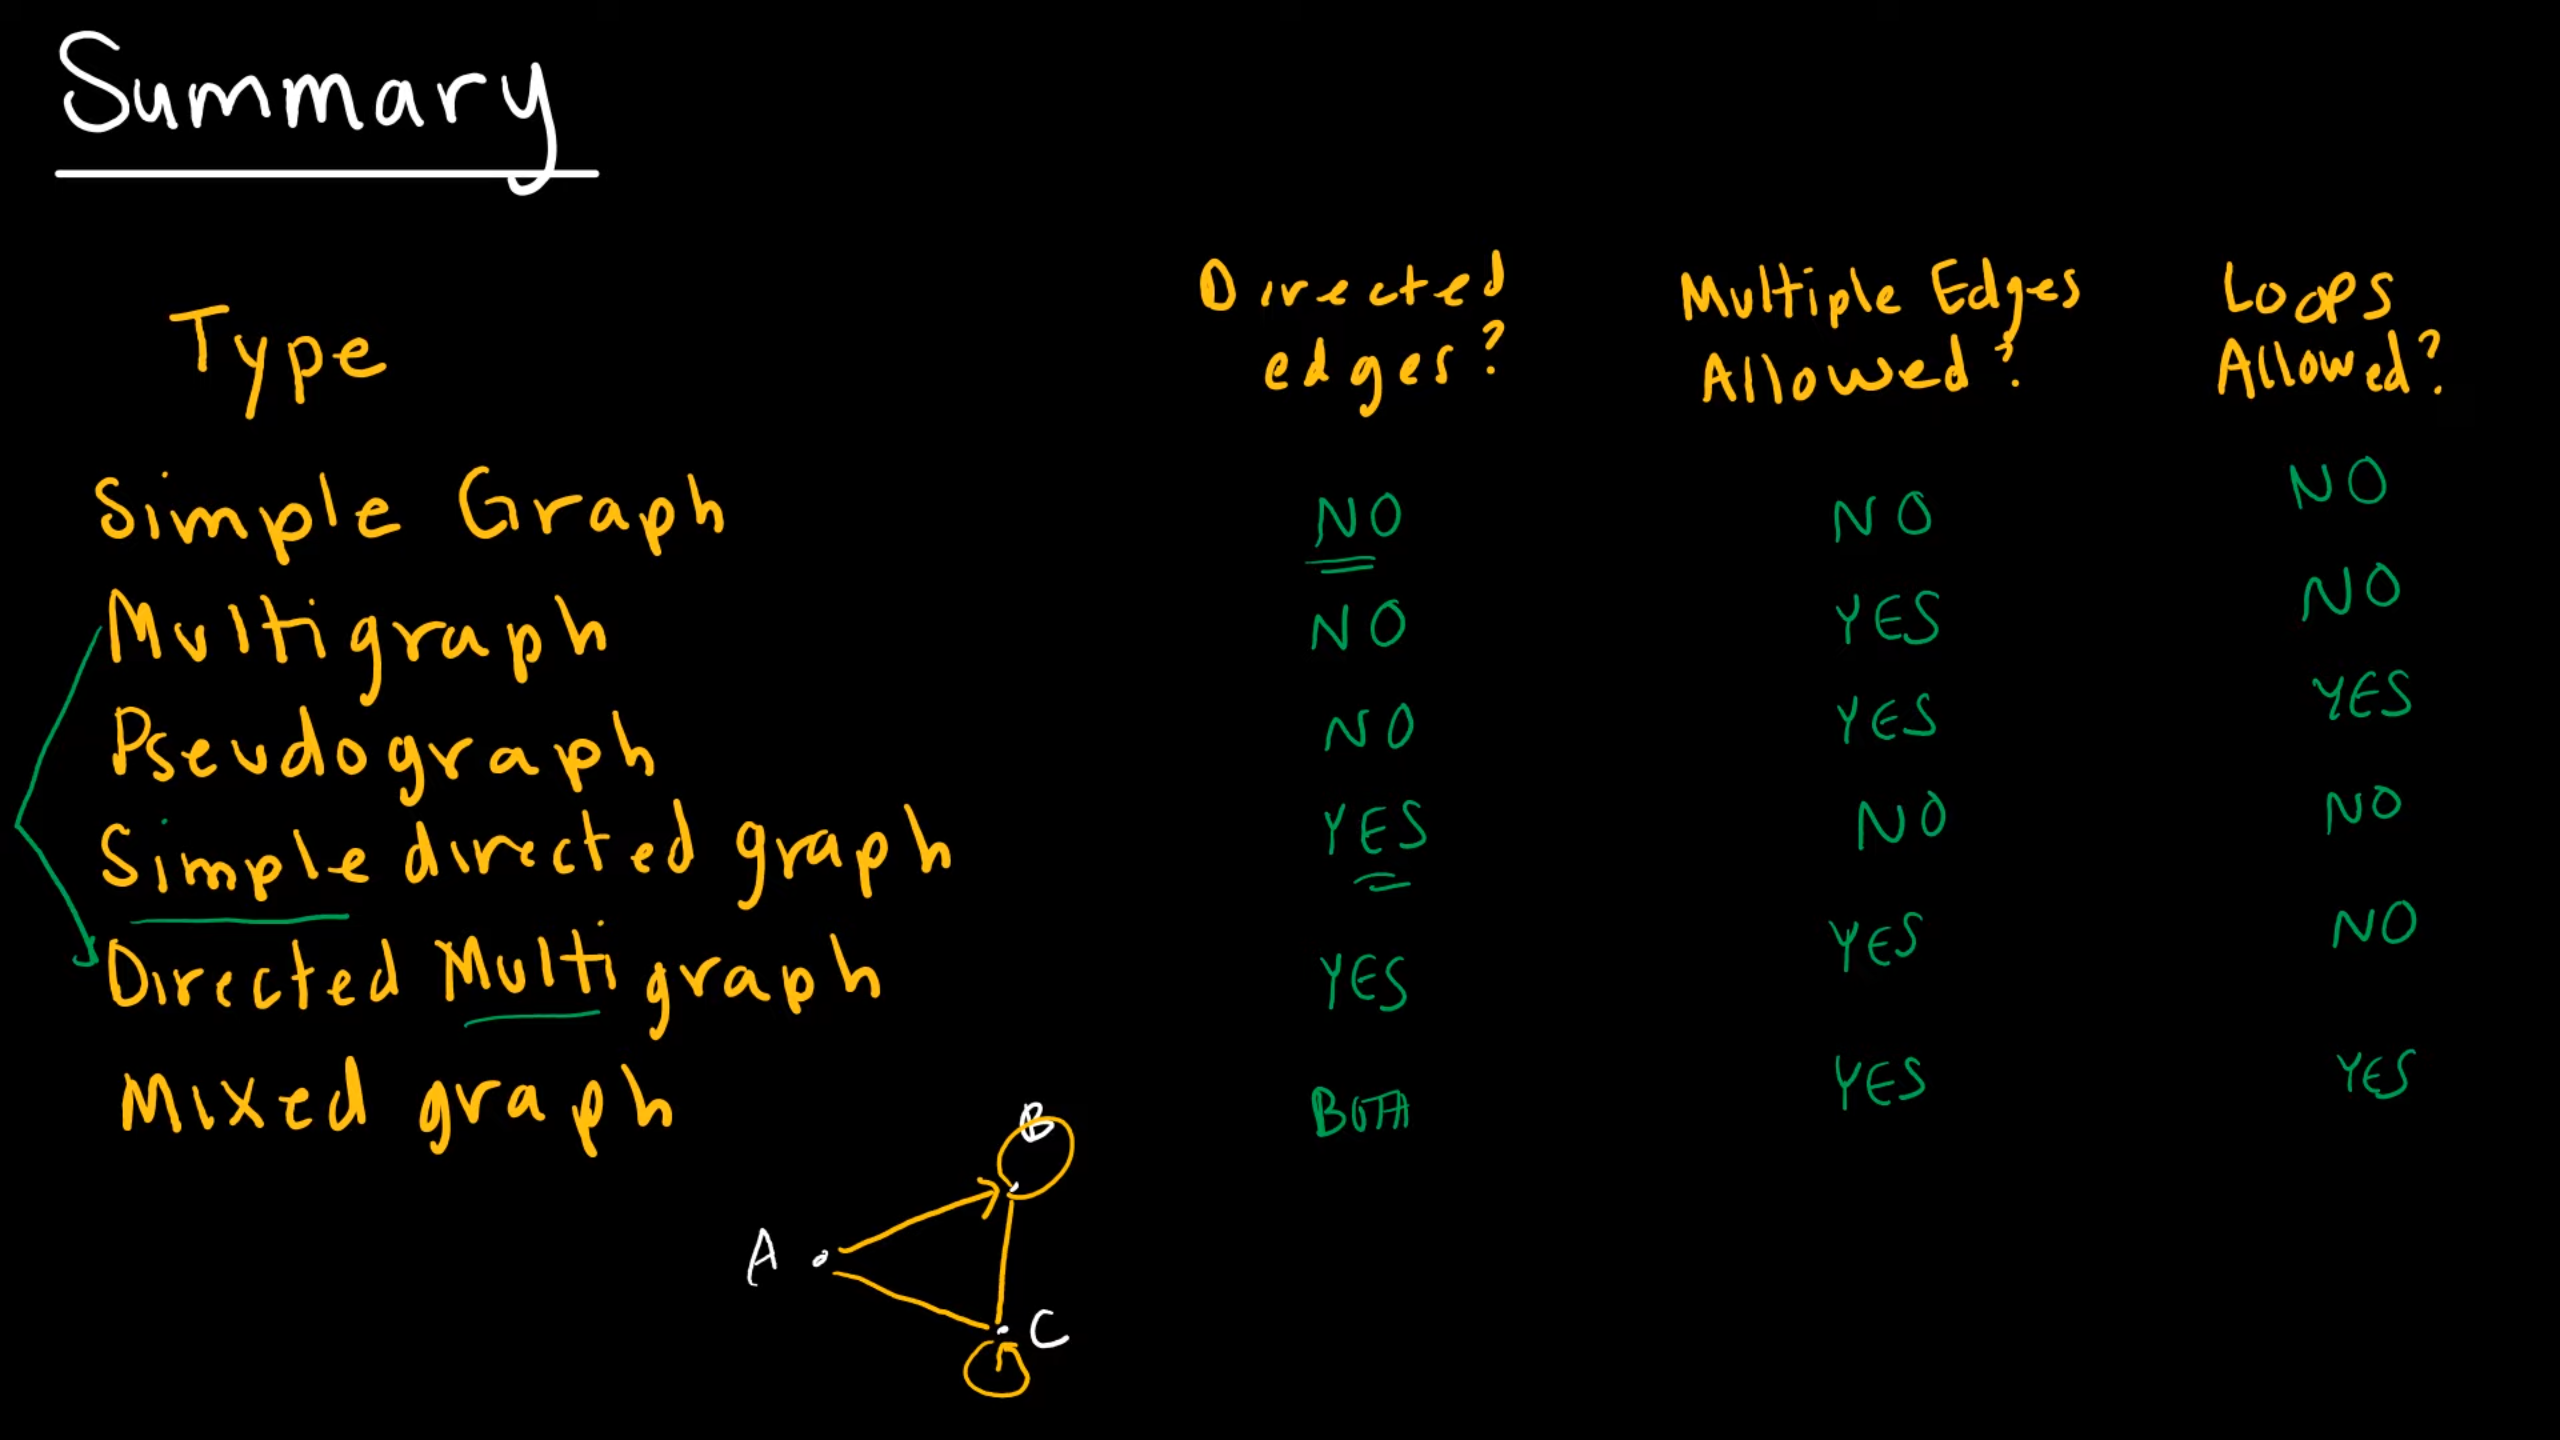 Summary
Type Directed edges? Multiple Edges Allowed? Loops Allowed?
Simple Graph NO NO NO
Multigraph NO YES NO
Pseudograph NO YES YES
Simple directed graph YES NO NO
Directed Multigraph YES YES NO
Mixed graph BOTH YES YES
B
A
C